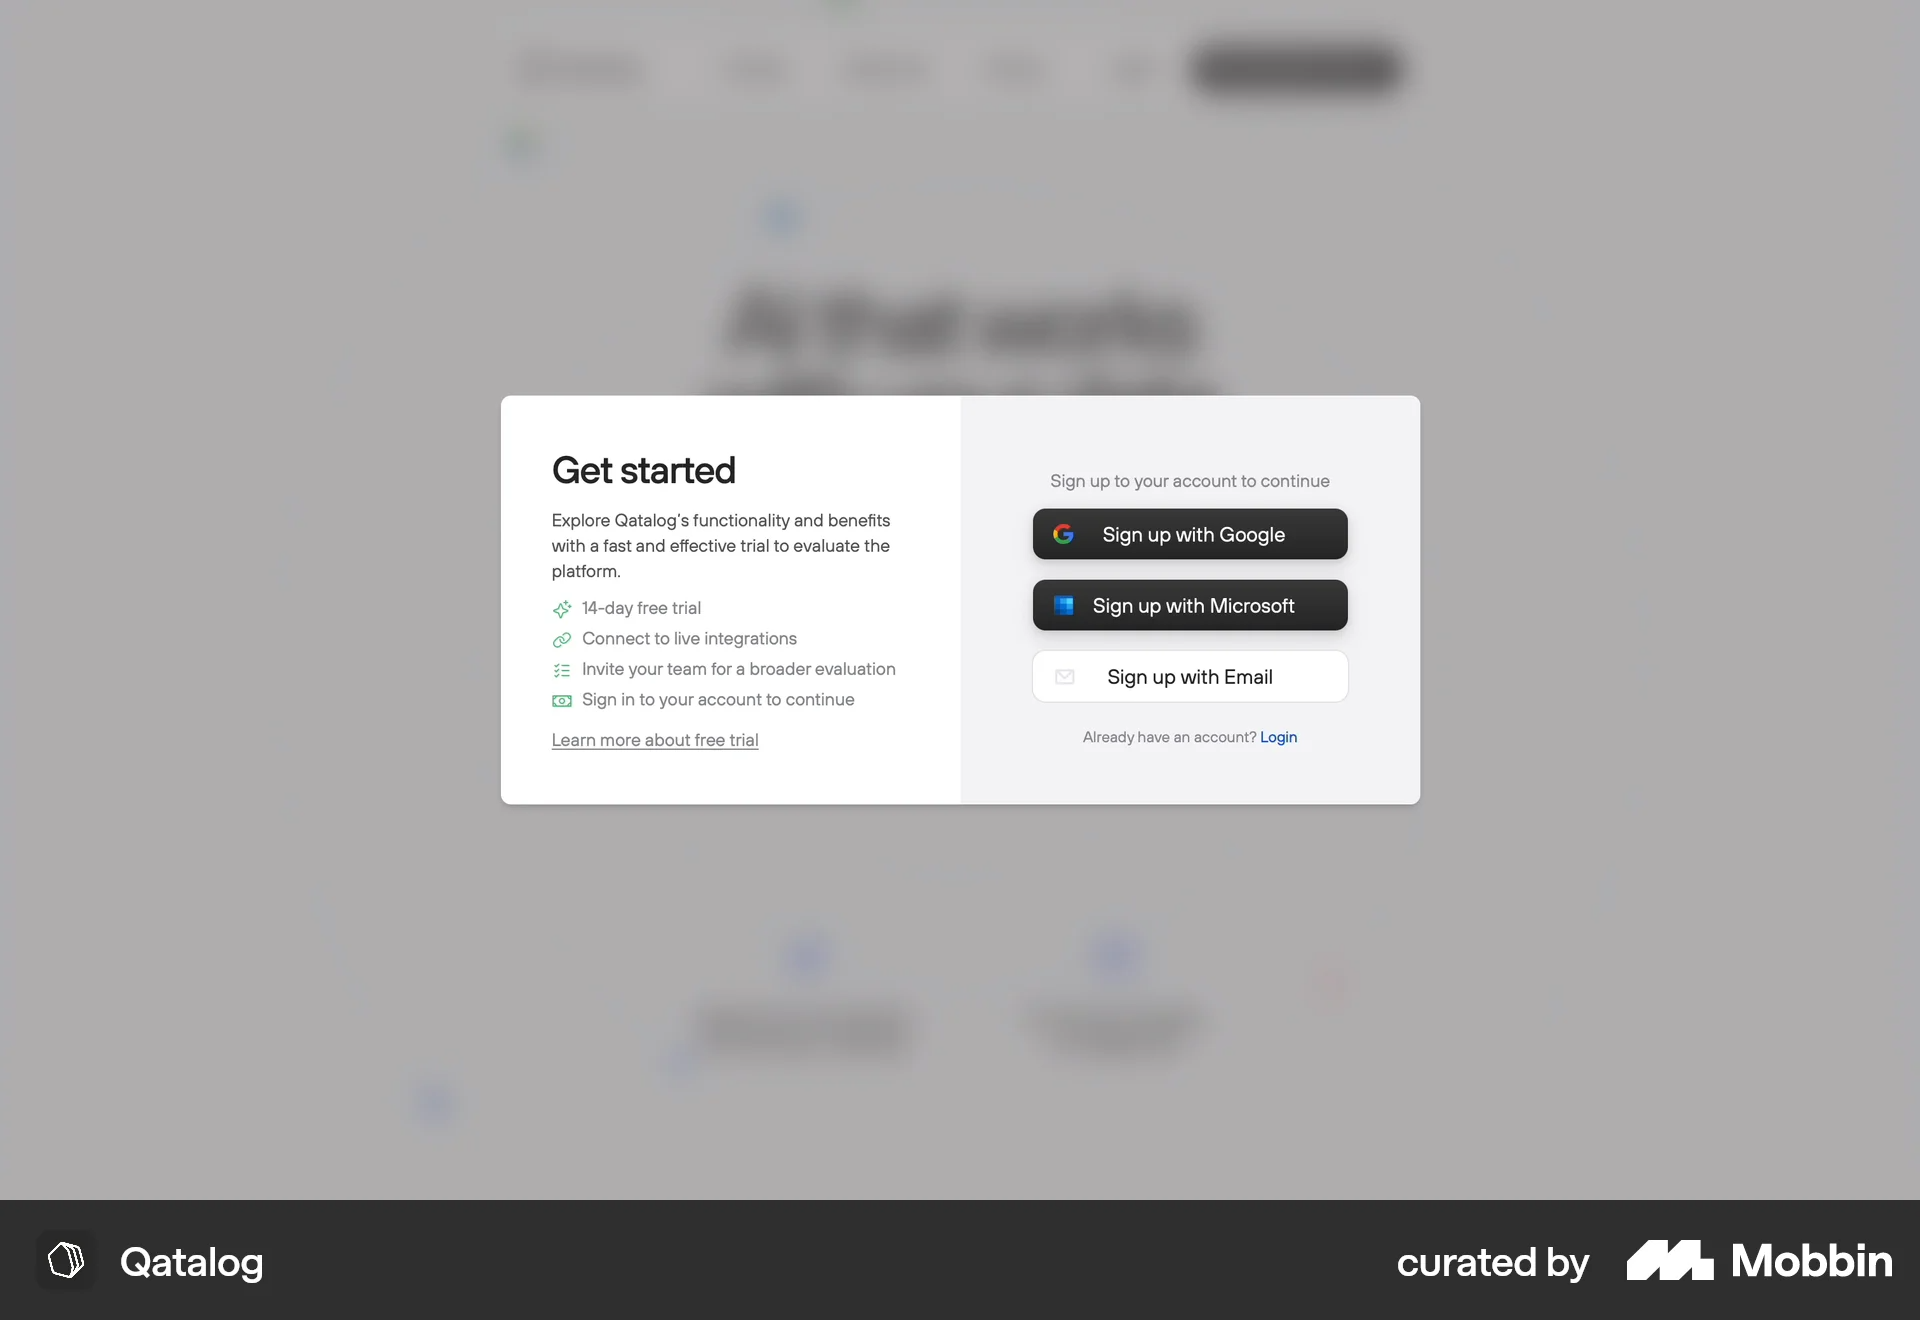 AI that works
Get started
Explore Qatalog's functionality and benefits
with a fast and effective trial to evaluate the
platform.
14-day free trial
Connect to live integrations
Invite your team for a broader evaluation
Sign in to your account to continue
Learn more about free trial
Sign up to your account to continue
Sign up with Google
Sign up with Microsoft
Sign up with Email
Already have an account? Login
Qatalog
curated by
Mobbin